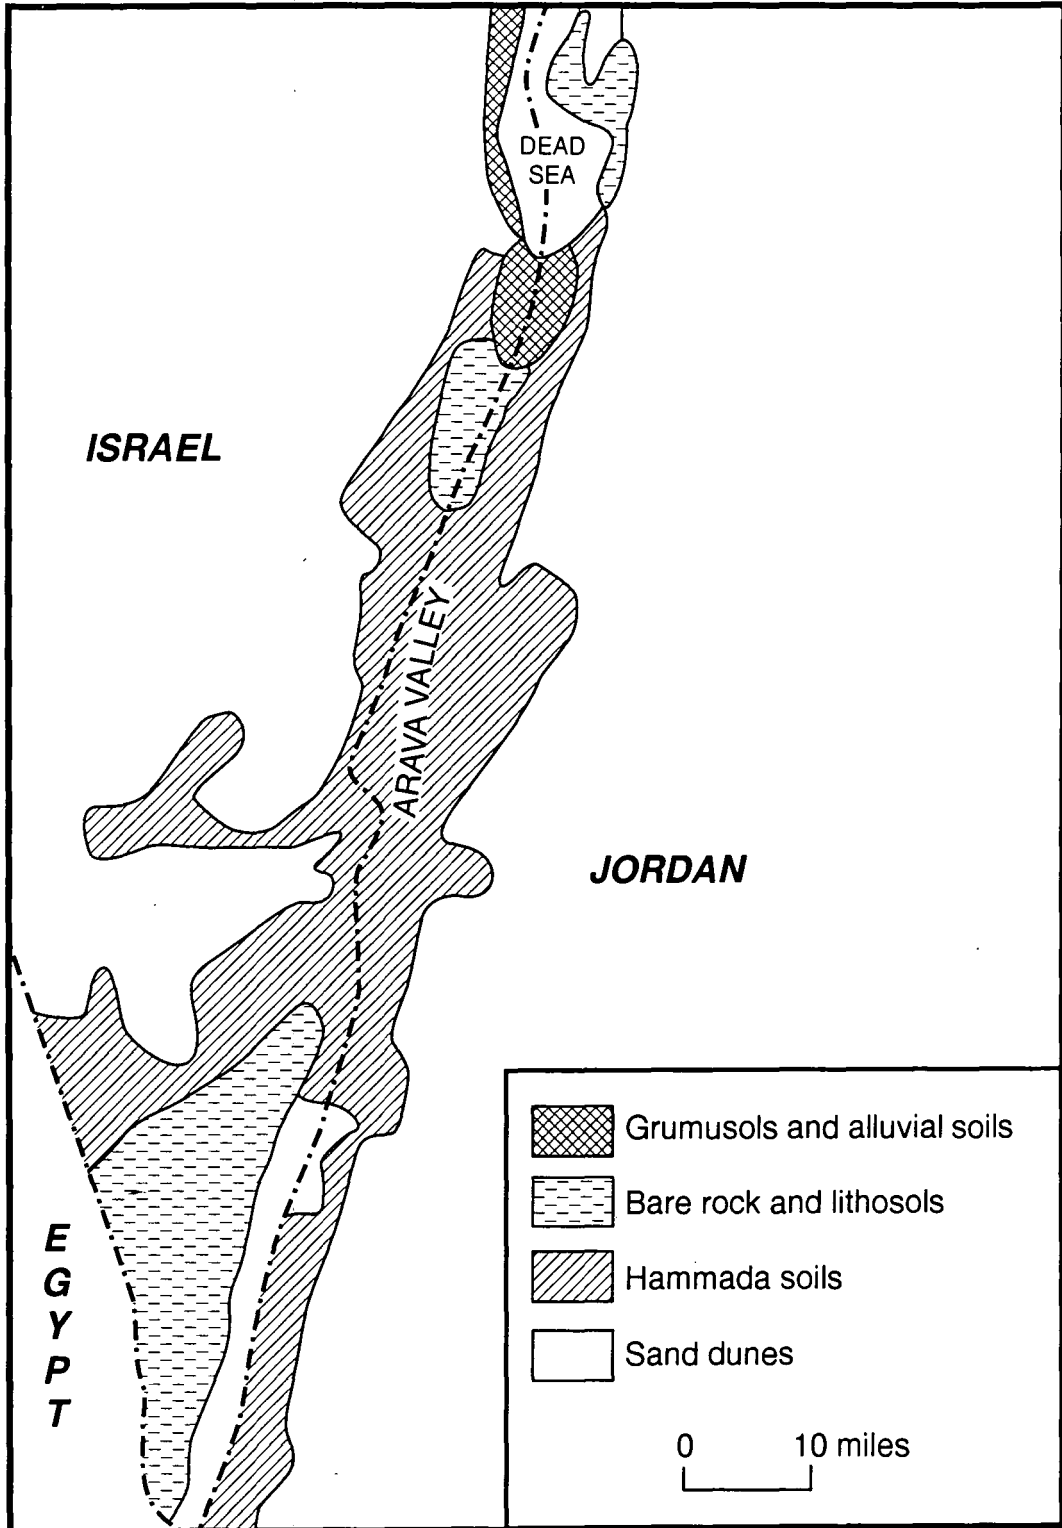 DEAD
SEA
ISRAEL
ARAVA VALLEY
JORDAN
EGYPT
Grumusols and alluvial soils
Bare rock and lithosols
Hammada soils
Sand dunes
0 10 miles